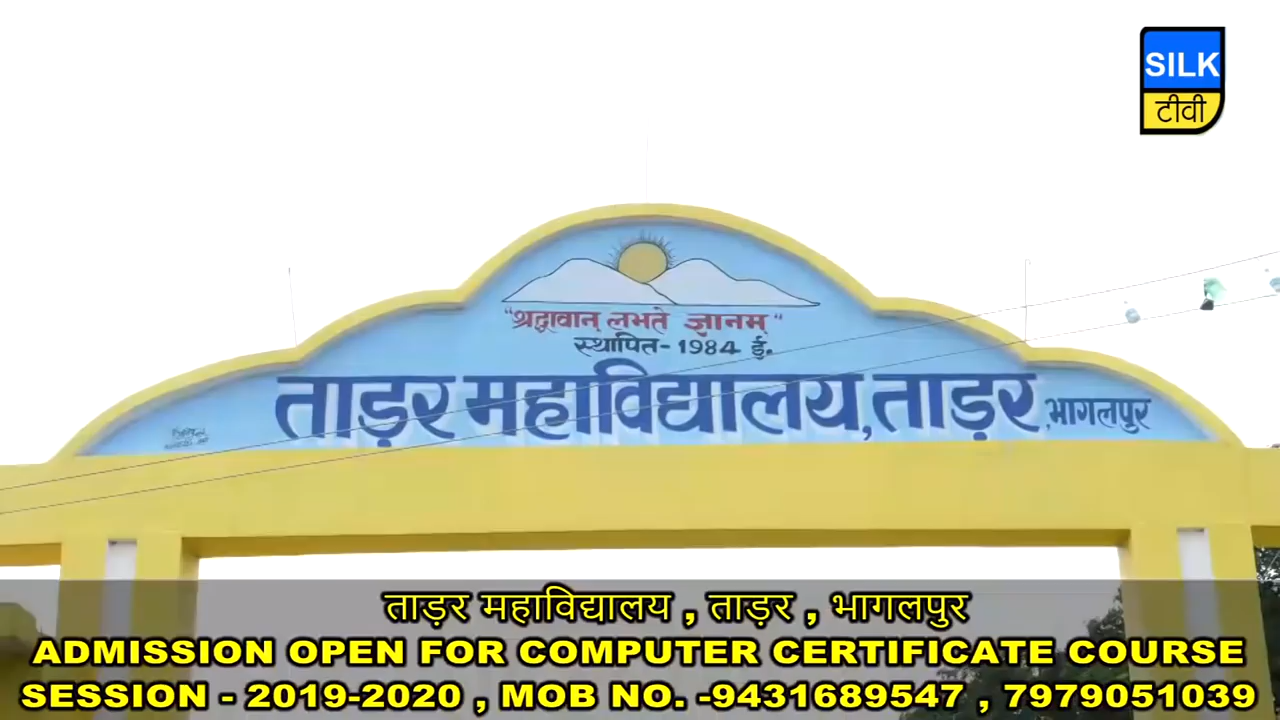 SILK
टीवी
"श्रद्धावान् लभते ज्ञानम्"
स्थापित-1984 ई.
ताड़र महाविद्यालय, ताड़र, भागलपुर
ताड़र महाविद्यालय , ताड़र , भागलपुर
ADMISSION OPEN FOR COMPUTER CERTIFICATE COURSE
SESSION - 2019-2020 , MOB NO. -9431689547 , 7979051039